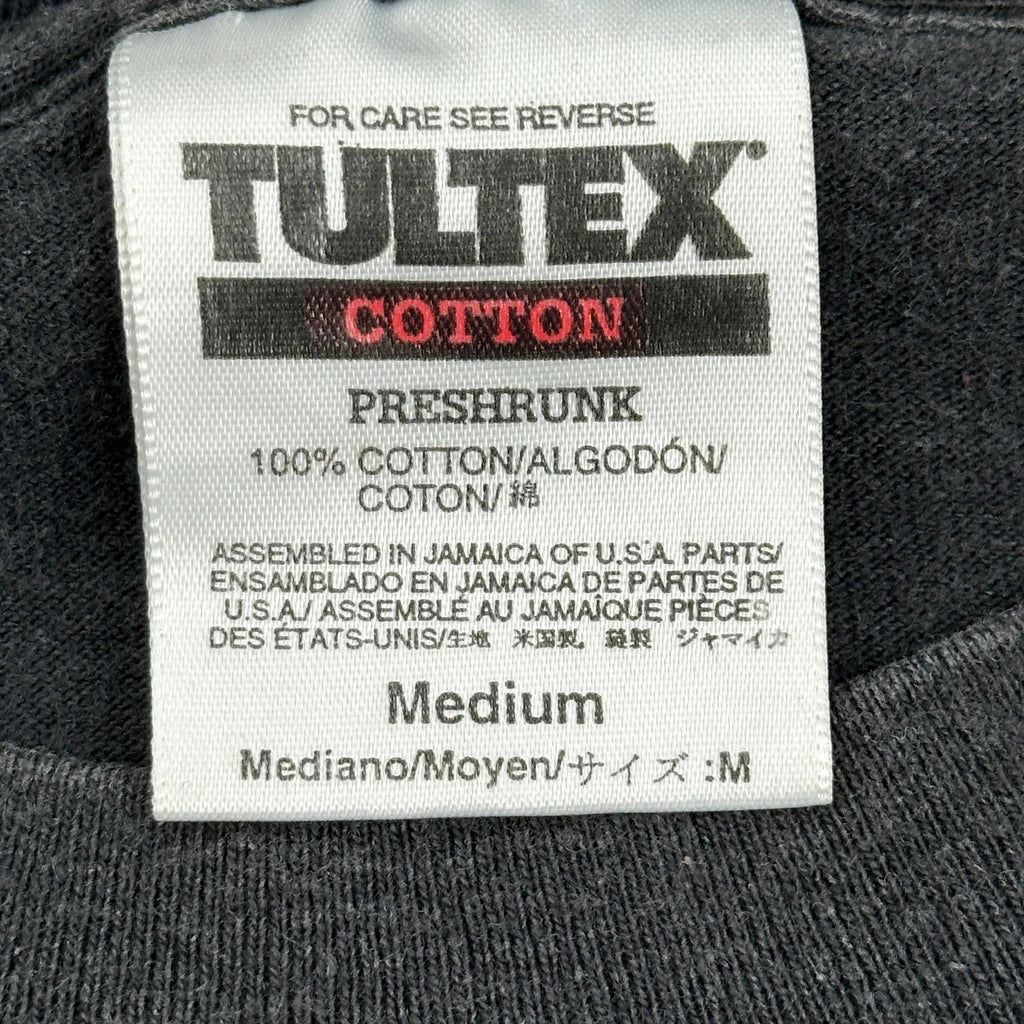 FOR CARE SEE REVERSE
TULTEX®
COTTON
PRESHRUNK
100% COTTON/ALGODÓN/
COTON/綿
ASSEMBLED IN JAMAICA OF U.S.A. PARTS/
ENSAMBLADO EN JAMAICA DE PARTES DE
U.S.A./ ASSEMBLÉ AU JAMAÏQUE PIÈCES
DES ÉTATS-UNIS/生地 米国製, 縫製 ジャマイカ
Medium
Mediano/Moyen/サイズ :M